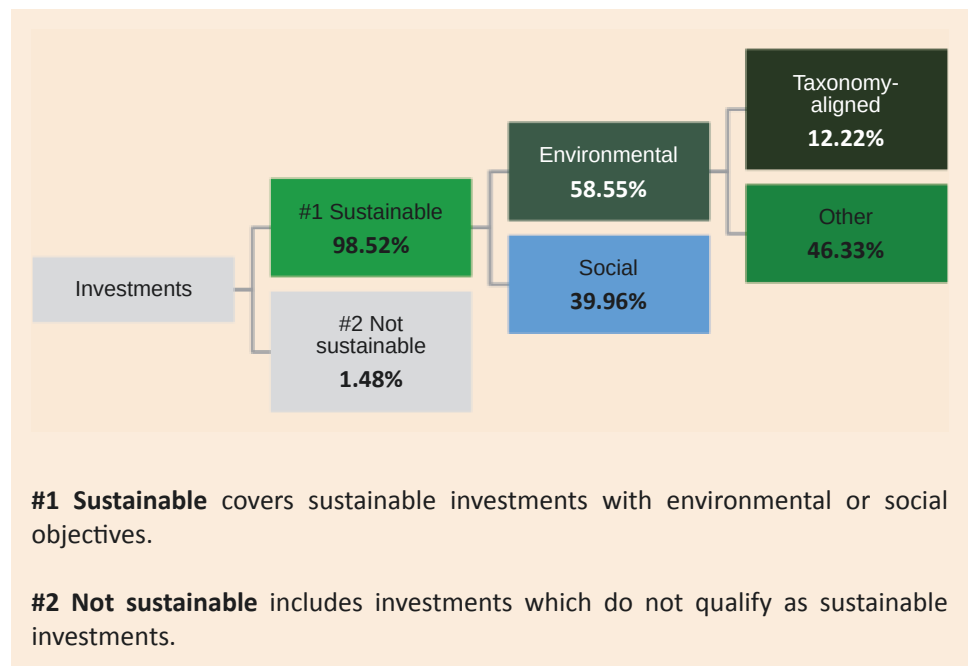 Taxonomy-
aligned
12.22%
Environmental
58.55%
#1 Sustainable
98.52%
Other
46.33%
Social
39.96%
Investments
#2 Not
sustainable
1.48%
#1 Sustainable covers sustainable investments with environmental or social
objectives.
#2 Not sustainable includes investments which do not qualify as sustainable
investments.